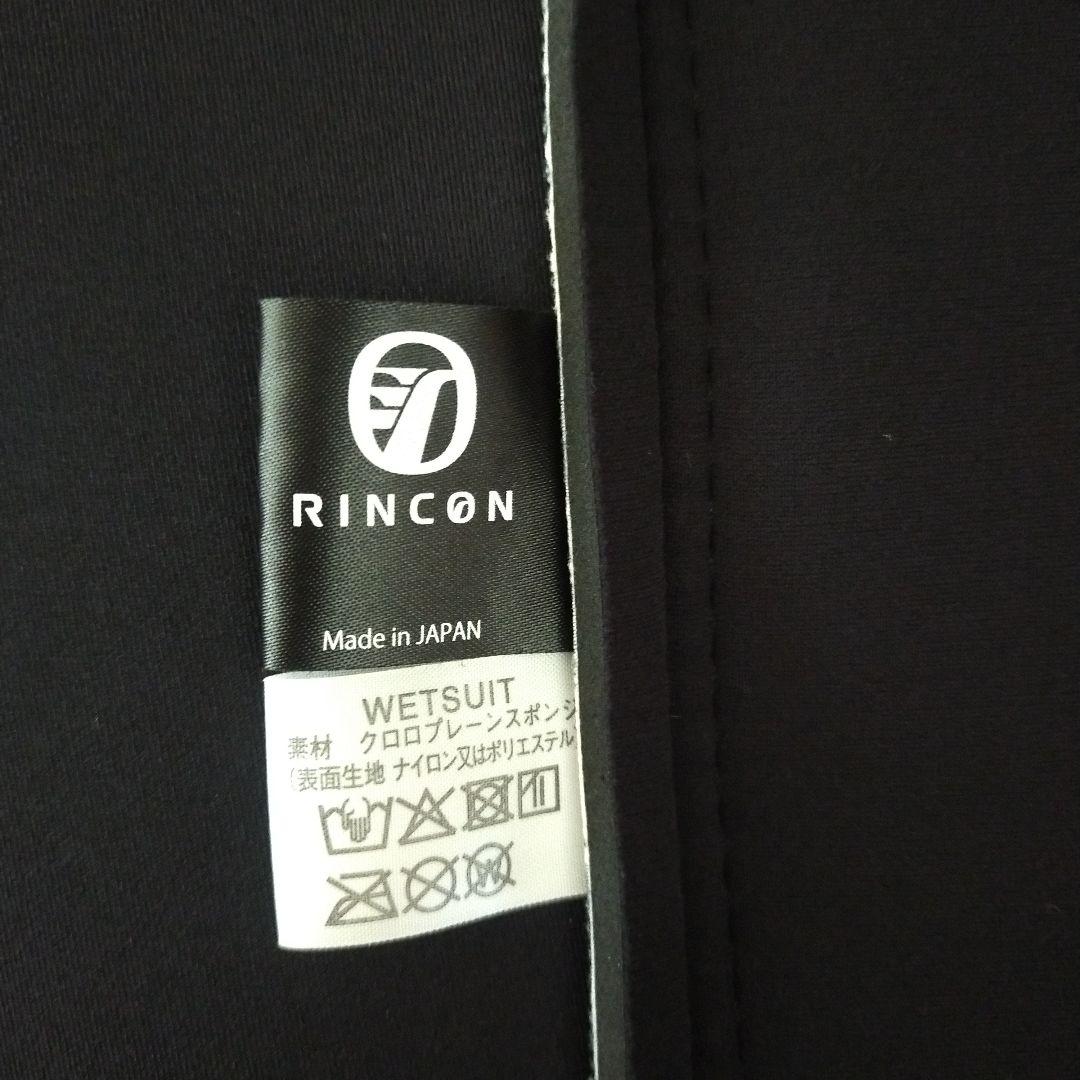 RINCON
Made in JAPAN
WETSUIT
素材 クロロプレーンスポンジ
(表面生地 ナイロン又はポリエステル
W